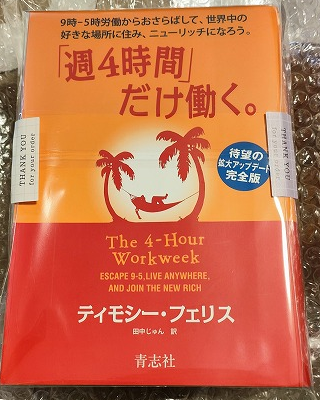 9時-5時労働からおさらばして、世界中の
好きな場所に住み、ニューリッチになろう。
「週4時間」
だけ働く。
待望の
拡大アップデート
完全版
THANK YOU
for your order
THANK YOU
for your order
The 4-Hour
Workweek
ESCAPE 9-5, LIVE ANYWHERE,
AND JOIN THE NEW RICH
ティモシー・フェリス
田中じゅん 訳
青志社